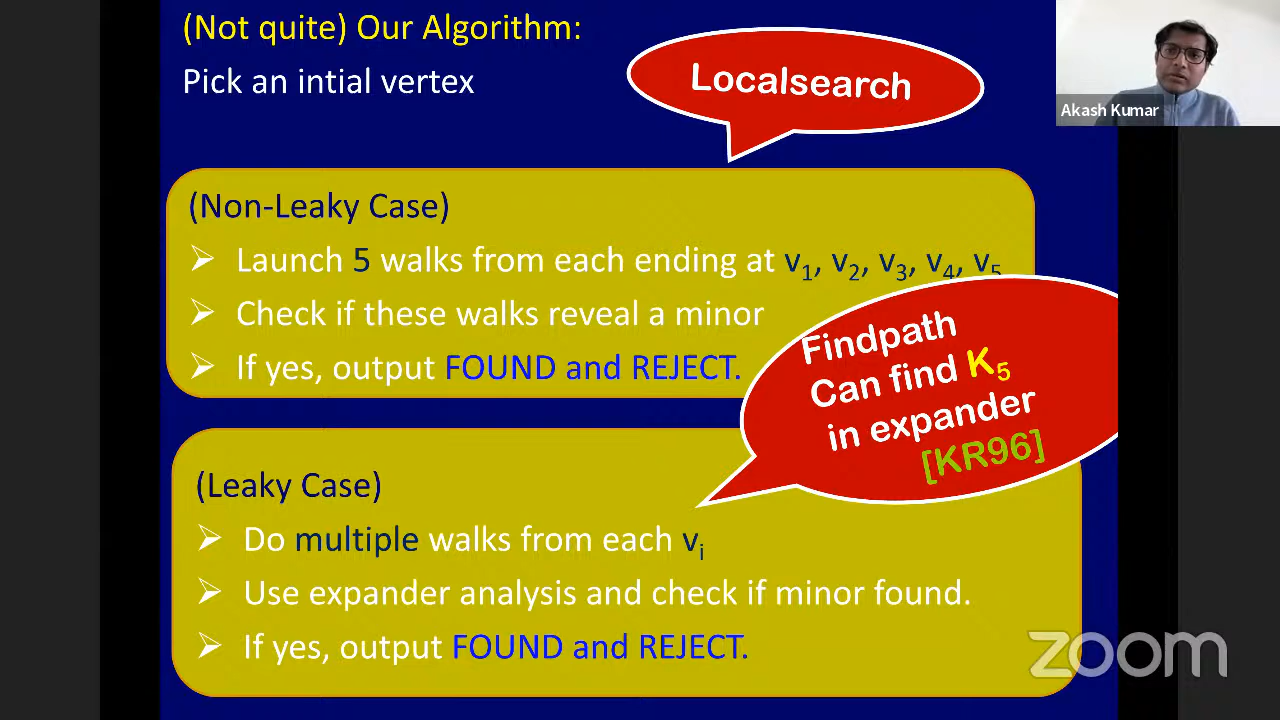 (Not quite) Our Algorithm:
Pick an intial vertex
Localsearch
Akash Kumar
(Non-Leaky Case)
Launch 5 walks from each ending at v1, v2, v3, v4, v5
Check if these walks reveal a minor
If yes, output FOUND and REJECT.
Findpath
Can find K5
in expander
[KR96]
(Leaky Case)
Do multiple walks from each vi
Use expander analysis and check if minor found.
If yes, output FOUND and REJECT.
zoom